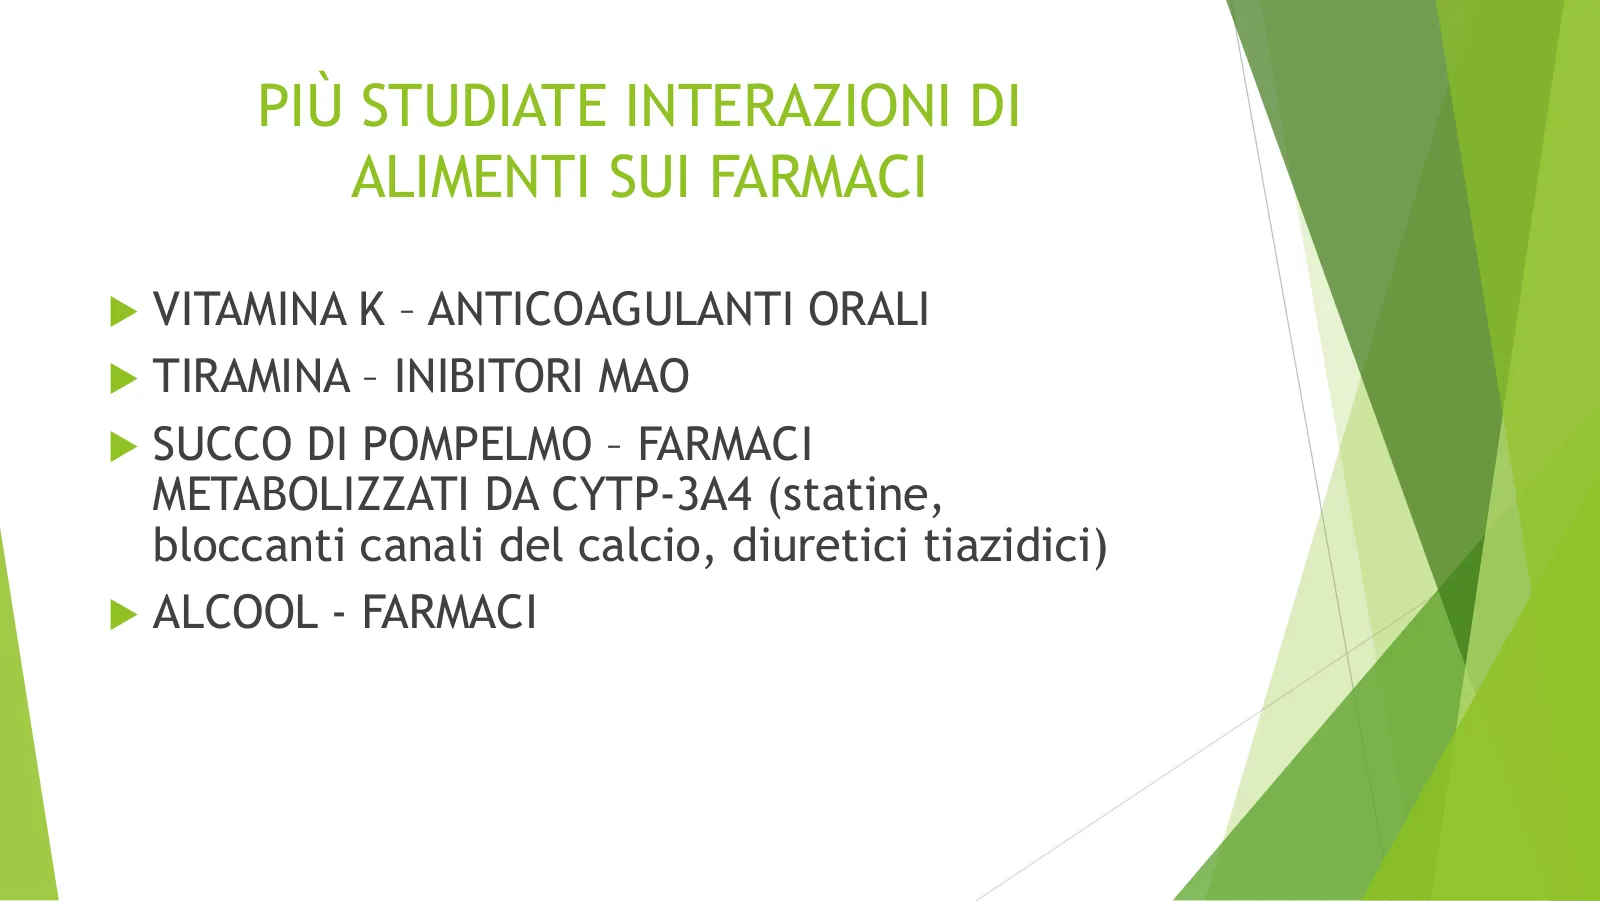 PIÙ STUDIATE INTERAZIONI DI
ALIMENTI SUI FARMACI
VITAMINA K – ANTICOAGULANTI ORALI
TIRAMINA – INIBITORI MAO
SUCCO DI POMPELMO – FARMACI
METABOLIZZATI DA CYTP-3A4 (statine,
bloccanti canali del calcio, diuretici tiazidici)
ALCOOL - FARMACI